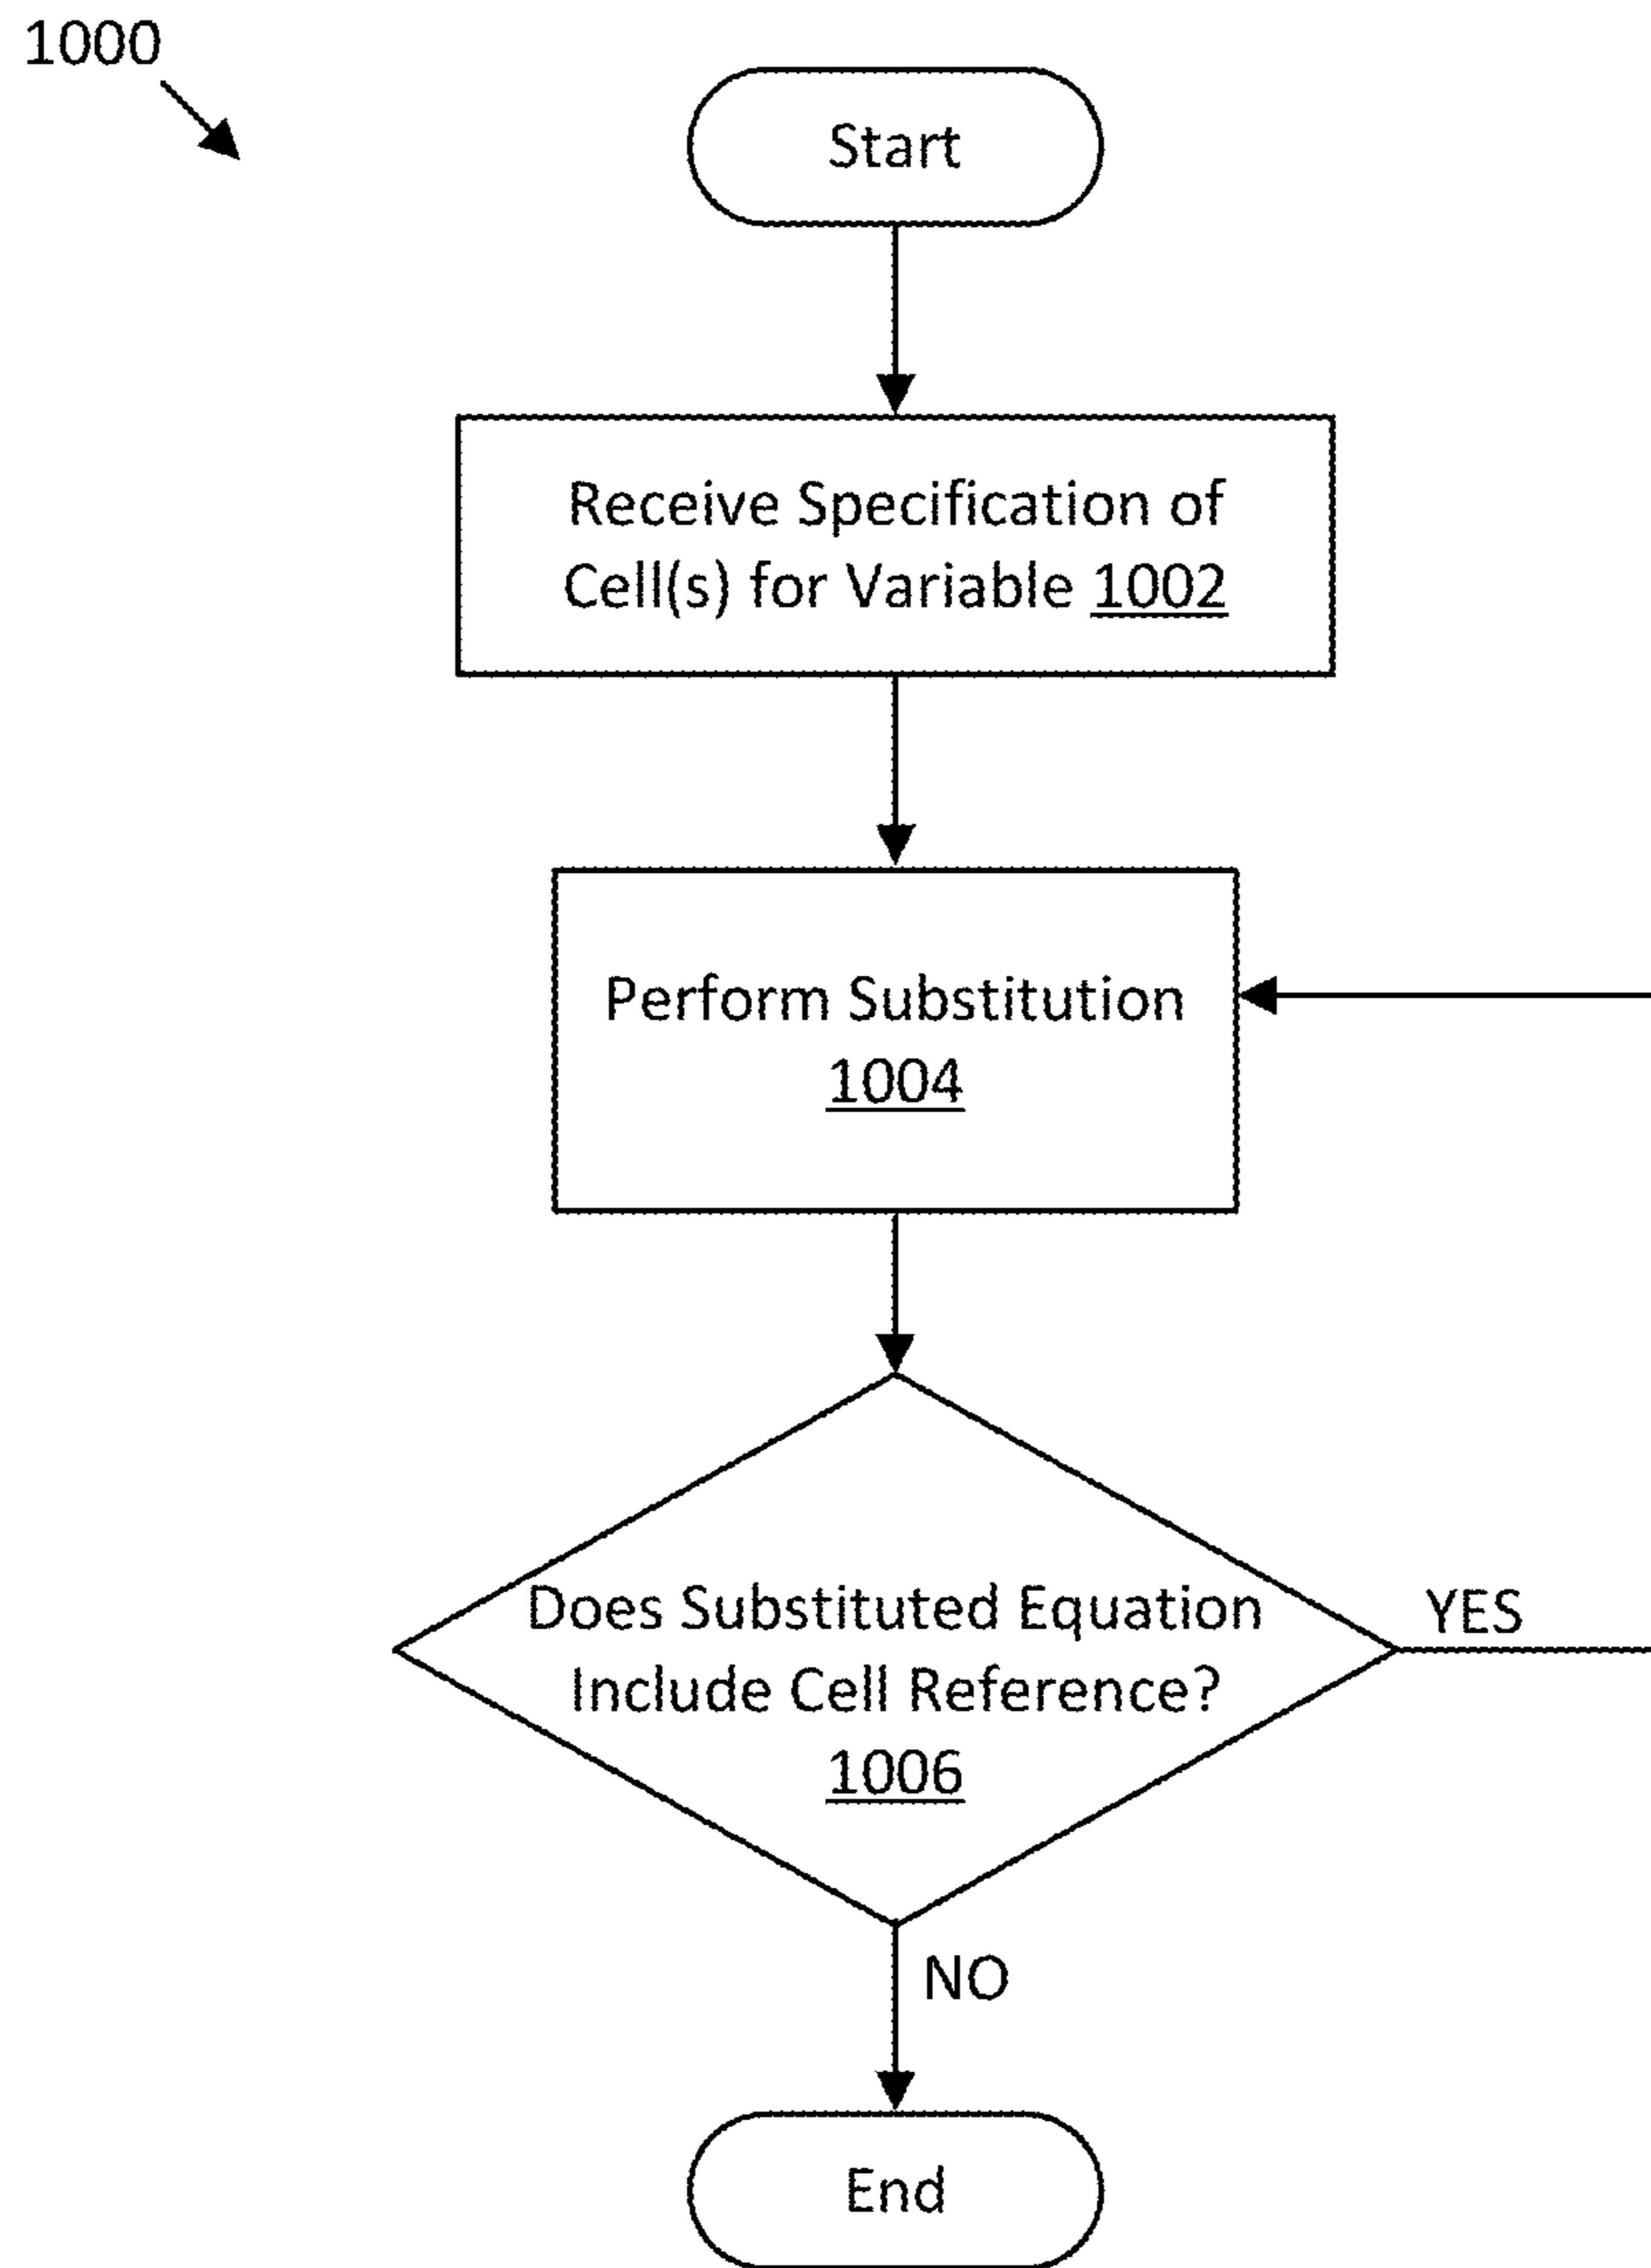 1000
Start
Receive Specification of
Cell(s) for Variable 1002
Perform Substitution
1004
Does Substituted Equation
Include Cell Reference?
1006
YES
NO
End